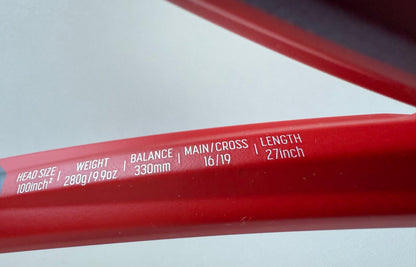 HEAD SIZE | WEIGHT | BALANCE | MAIN/CROSS | LENGTH
100inch² | 280g/9.9oz | 330mm | 16/19 | 27inch